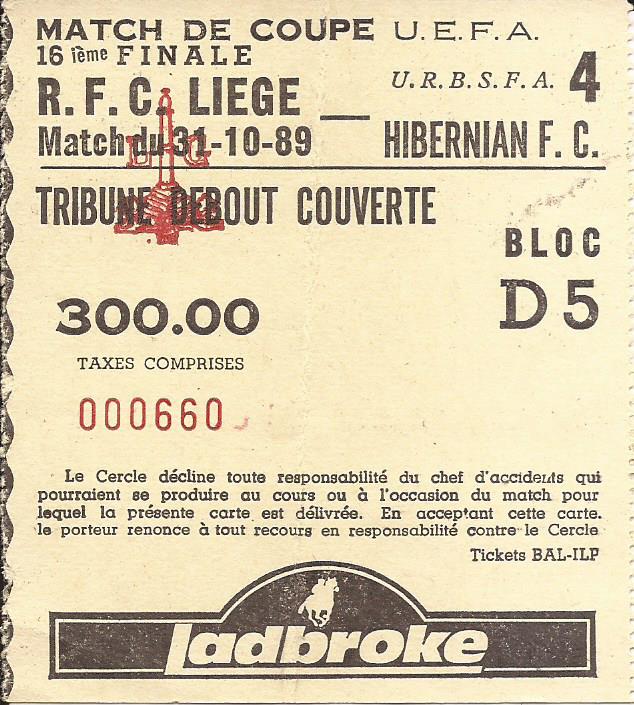 MATCH DE COUPE U.E.F.A.
16 ième FINALE
U.R.B.S.F.A. 4
R.F.C. LIEGE — HIBERNIAN F.C.
Match du 31-10-89
TRIBUNE DEBOUT COUVERTE
BLOC
D5
300.00
TAXES COMPRISES
000660
Le Cercle décline toute responsabilité du chef d'accidents qui
pourraient se produire au cours ou à l'occasion du match pour
lequel la présente carte est délivrée. En acceptant cette carte.
le porteur renonce à tout recours en responsabilité contre le Cercle
Tickets BAL-ILP
ladbroke